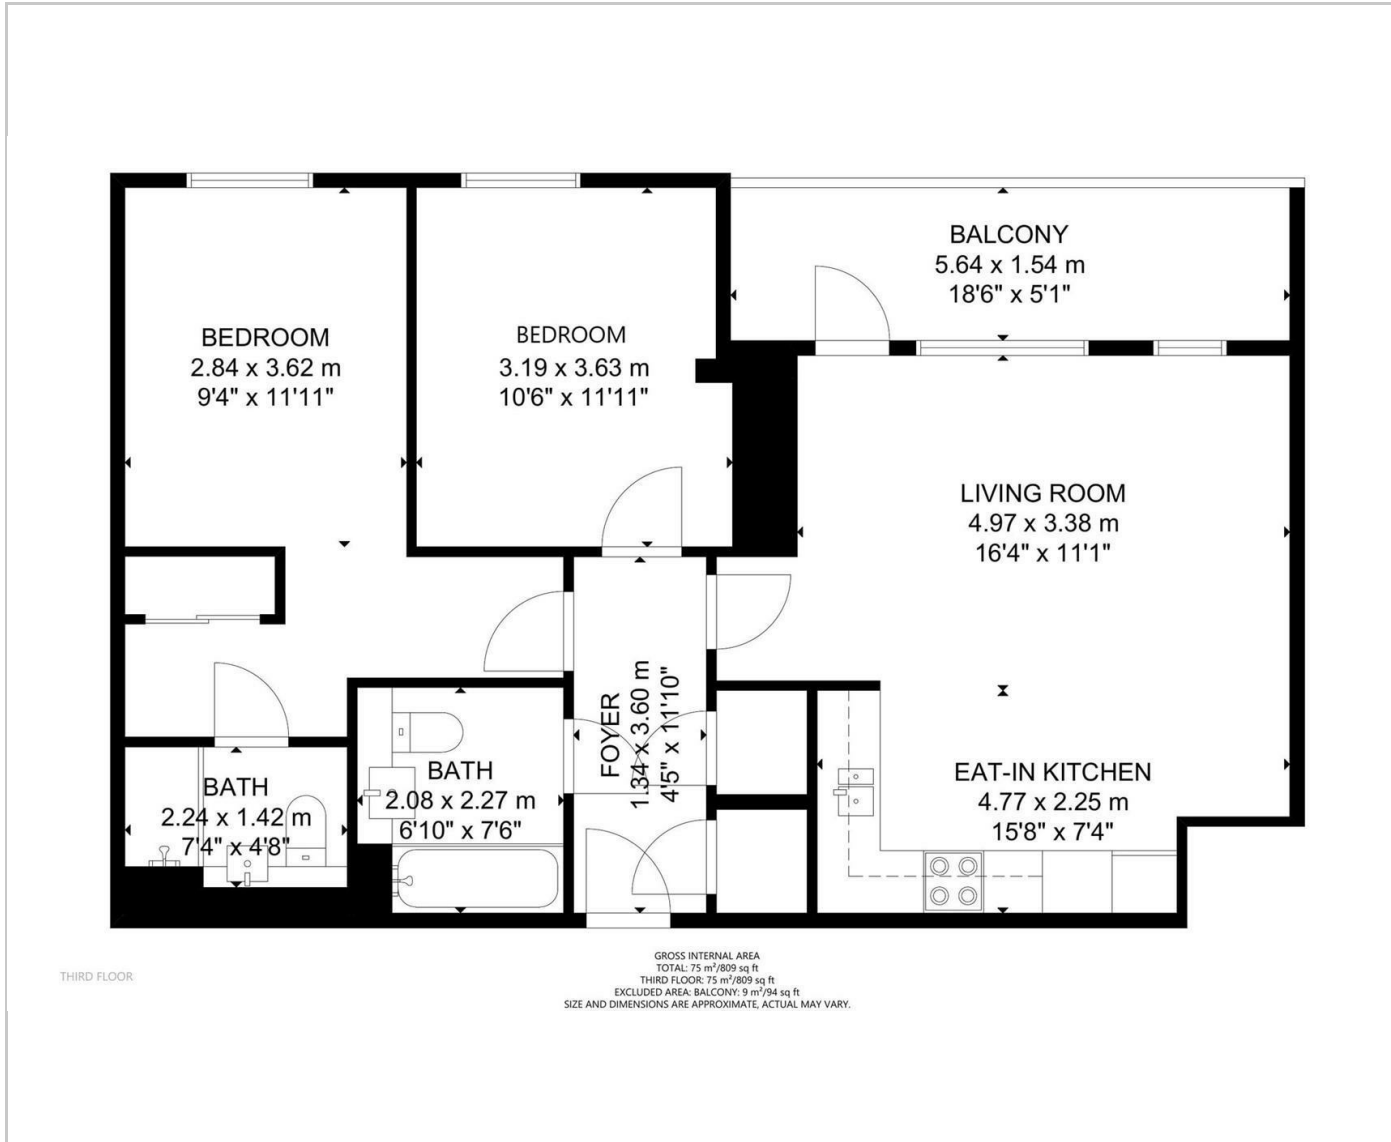 BALCONY
5.64 x 1.54 m
18'6" x 5'1"
BEDROOM
2.84 x 3.62 m
9'4" x 11'11"
BEDROOM
3.19 x 3.63 m
10'6" x 11'11"
LIVING ROOM
4.97 x 3.38 m
16'4" x 11'1"
FOYER
1.34 x 3.60 m
4'5" x 11'10"
BATH
2.24 x 1.42 m
7'4" x 4'8"
BATH
2.08 x 2.27 m
6'10" x 7'6"
EAT-IN KITCHEN
4.77 x 2.25 m
15'8" x 7'4"
THIRD FLOOR
GROSS INTERNAL AREA
TOTAL: 75 m²/809 sq ft
THIRD FLOOR: 75 m²/809 sq ft
EXCLUDED AREA: BALCONY: 9 m²/94 sq ft
SIZE AND DIMENSIONS ARE APPROXIMATE, ACTUAL MAY VARY.